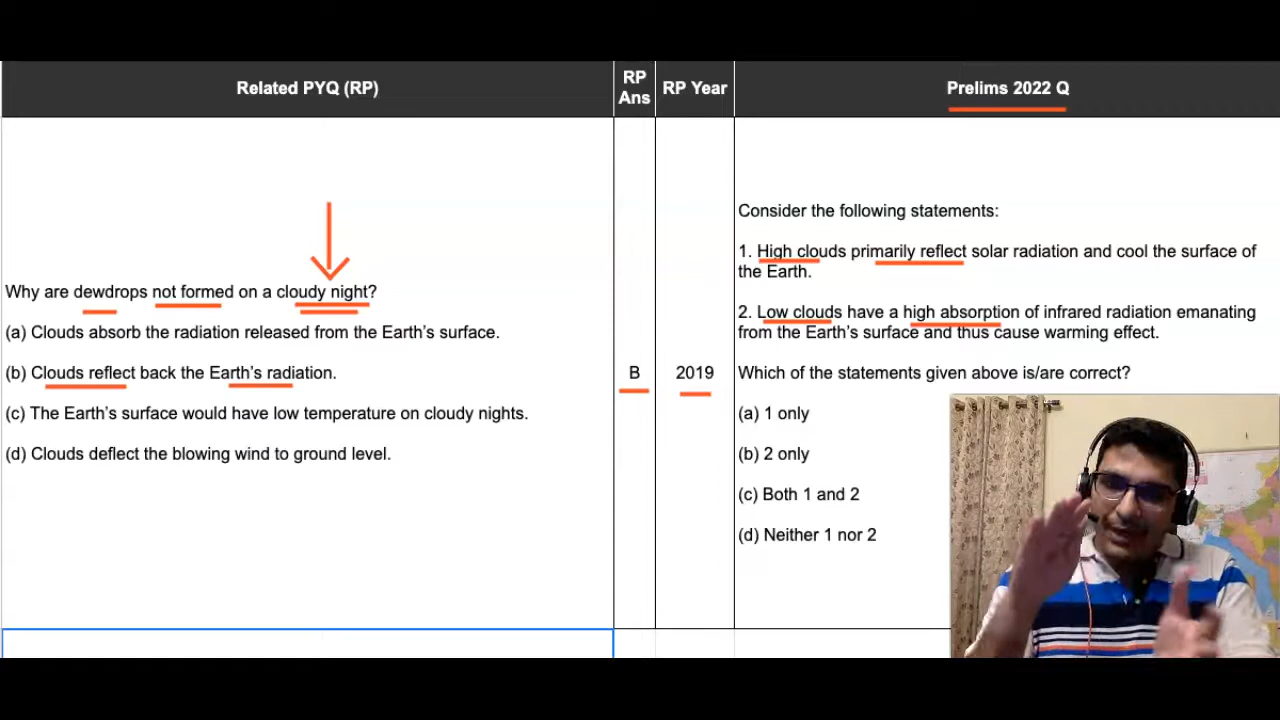 Related PYQ (RP)
RP
Ans
RP Year
Prelims 2022 Q
Why are dewdrops not formed on a cloudy night?
(a) Clouds absorb the radiation released from the Earth’s surface.
(b) Clouds reflect back the Earth’s radiation.
(c) The Earth’s surface would have low temperature on cloudy nights.
(d) Clouds deflect the blowing wind to ground level.
B
2019
Consider the following statements:
1. High clouds primarily reflect solar radiation and cool the surface of
the Earth.
2. Low clouds have a high absorption of infrared radiation emanating
from the Earth’s surface and thus cause warming effect.
Which of the statements given above is/are correct?
(a) 1 only
(b) 2 only
(c) Both 1 and 2
(d) Neither 1 nor 2